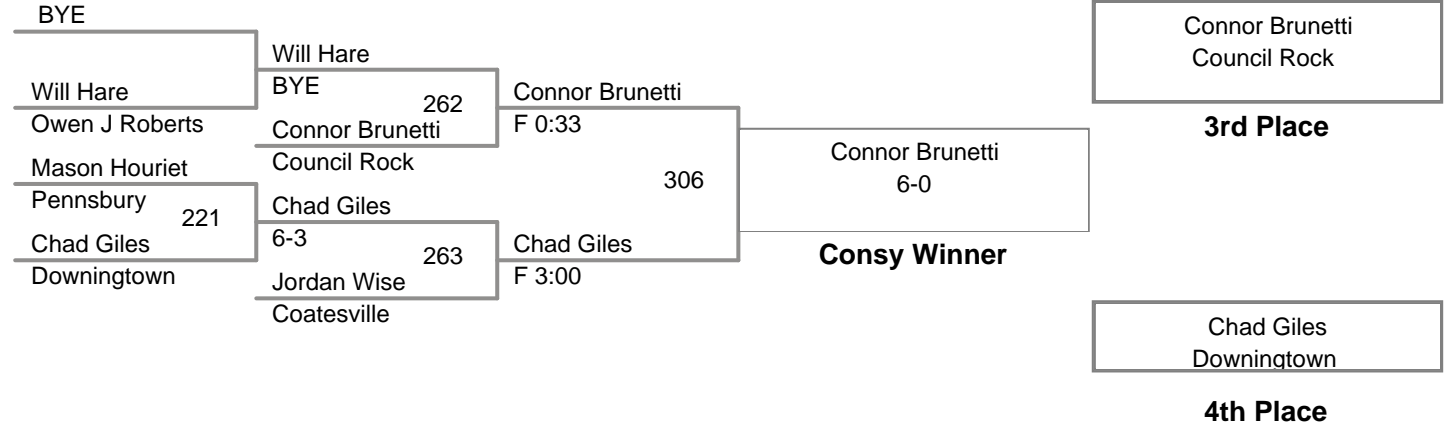 BYE
Will Hare
Owen J Roberts
Mason Houriet
Pennsbury
221
Chad Giles
Downingtown
Will Hare
BYE
262
Connor Brunetti
Council Rock
Chad Giles
6-3
263
Jordan Wise
Coatesville
Connor Brunetti
F 0:33
306
Chad Giles
F 3:00
Connor Brunetti
6-0
Consy Winner
Connor Brunetti
Council Rock
3rd Place
Chad Giles
Downingtown
4th Place